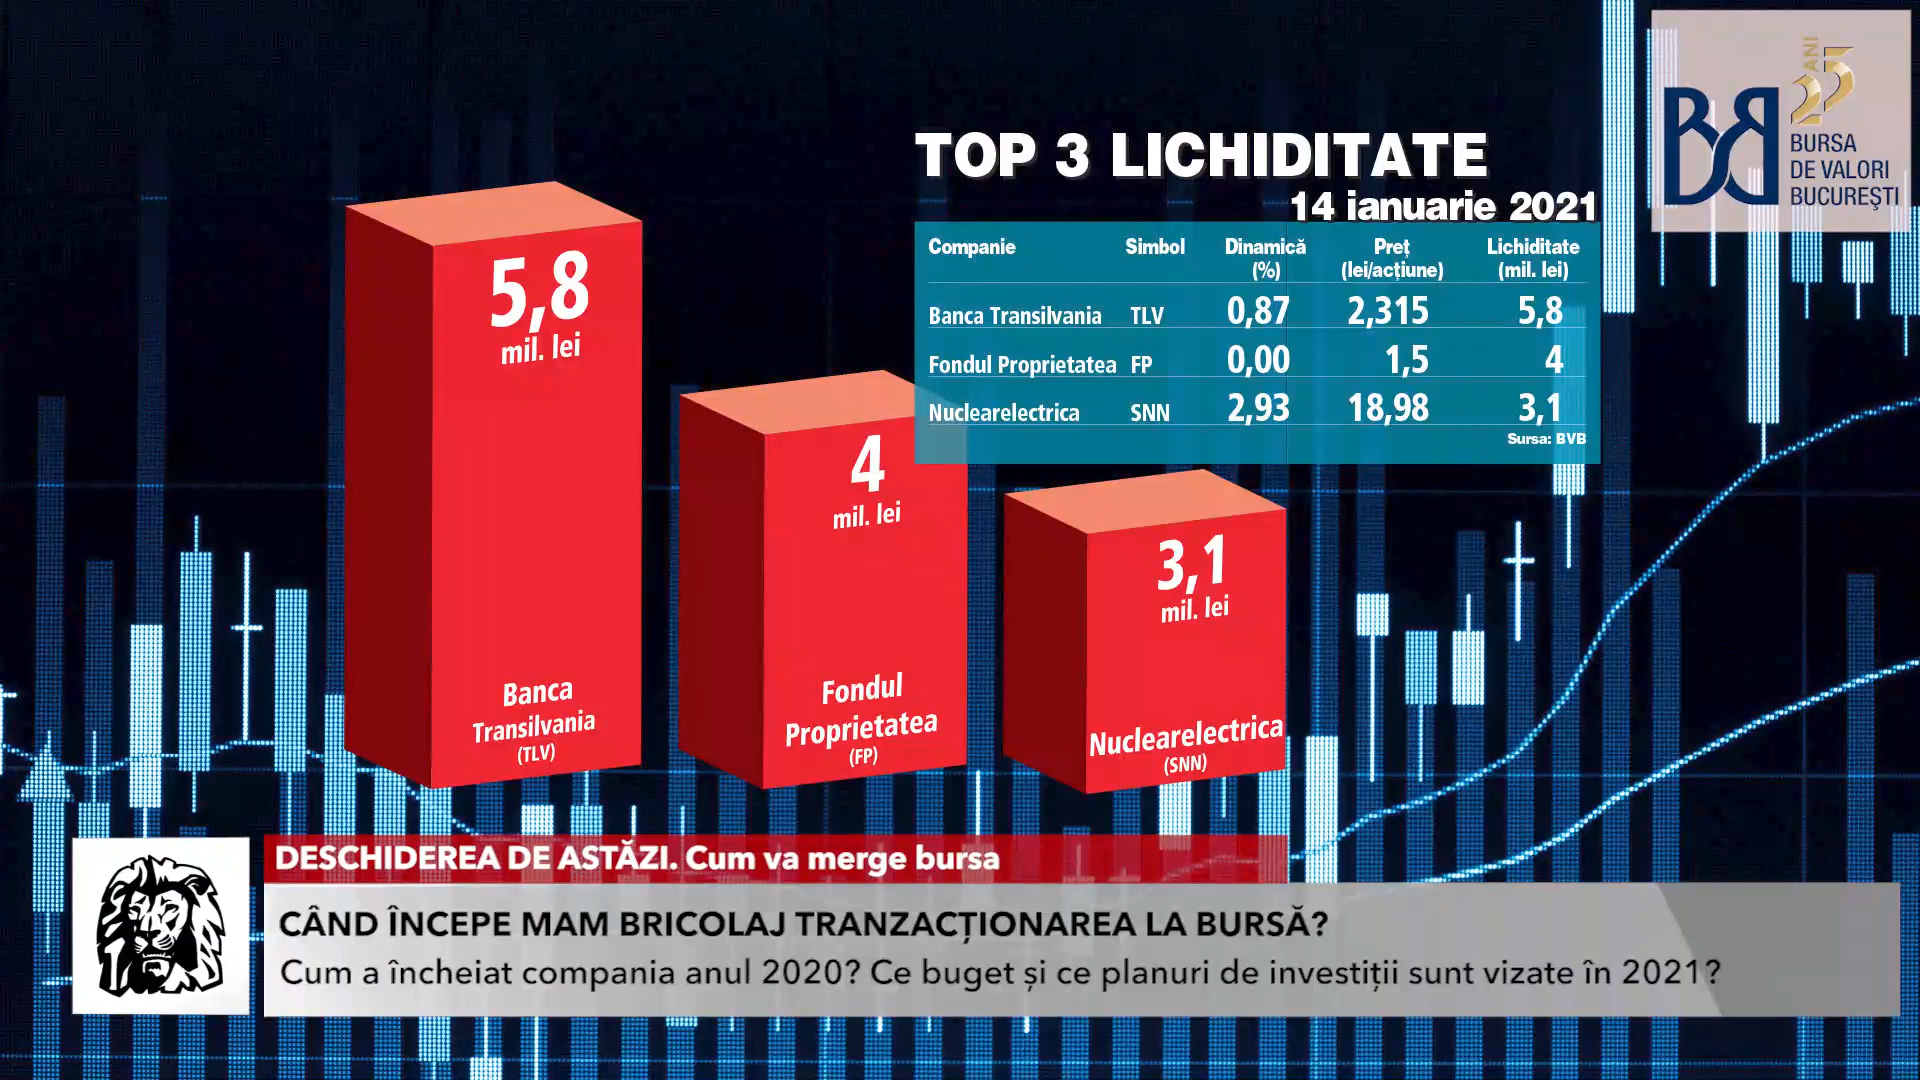 25 ANI
BURSA
DE VALORI
BUCUREŞTI
TOP 3 LICHIDITATE
14 ianuarie 2021
Companie Simbol Dinamică (%) Preț (lei/acțiune) Lichiditate (mil. lei)
Banca Transilvania TLV 0,87 2,315 5,8
Fondul Proprietatea FP 0,00 1,5 4
Nuclearelectrica SNN 2,93 18,98 3,1
Sursa: BVB
5,8
mil. lei
Banca
Transilvania
(TLV)
4
mil. lei
Fondul
Proprietatea
(FP)
3,1
mil. lei
Nuclearelectrica
(SNN)
DESCHIDEREA DE ASTĂZI. Cum va merge bursa
CÂND ÎNCEPE MAM BRICOLAJ TRANZACȚIONAREA LA BURSĂ?
Cum a încheiat compania anul 2020? Ce buget și ce planuri de investiții sunt vizate în 2021?